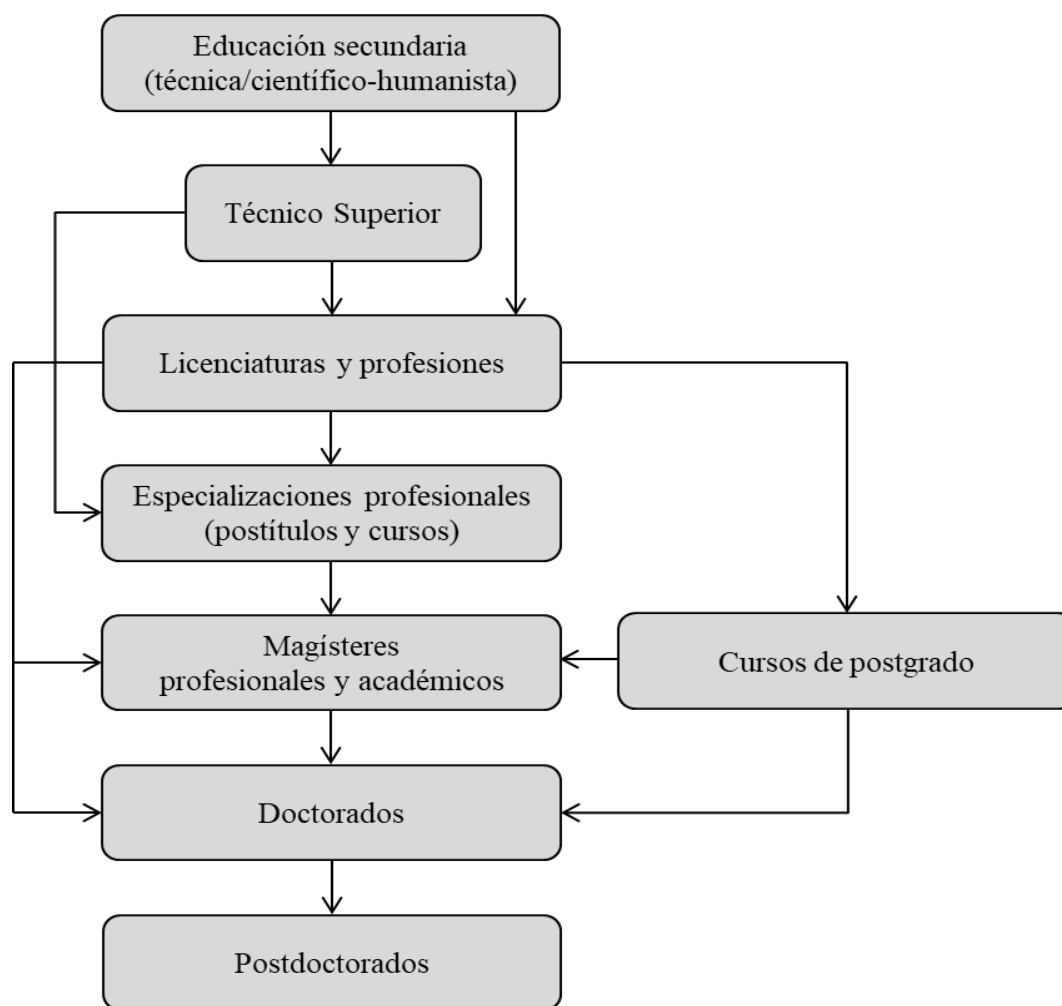 Educación secundaria
(técnica/científico-humanista)
Técnico Superior
Licenciaturas y profesiones
Especializaciones profesionales
(postítulos y cursos)
Magísteres
profesionales y académicos
Cursos de postgrado
Doctorados
Postdoctorados